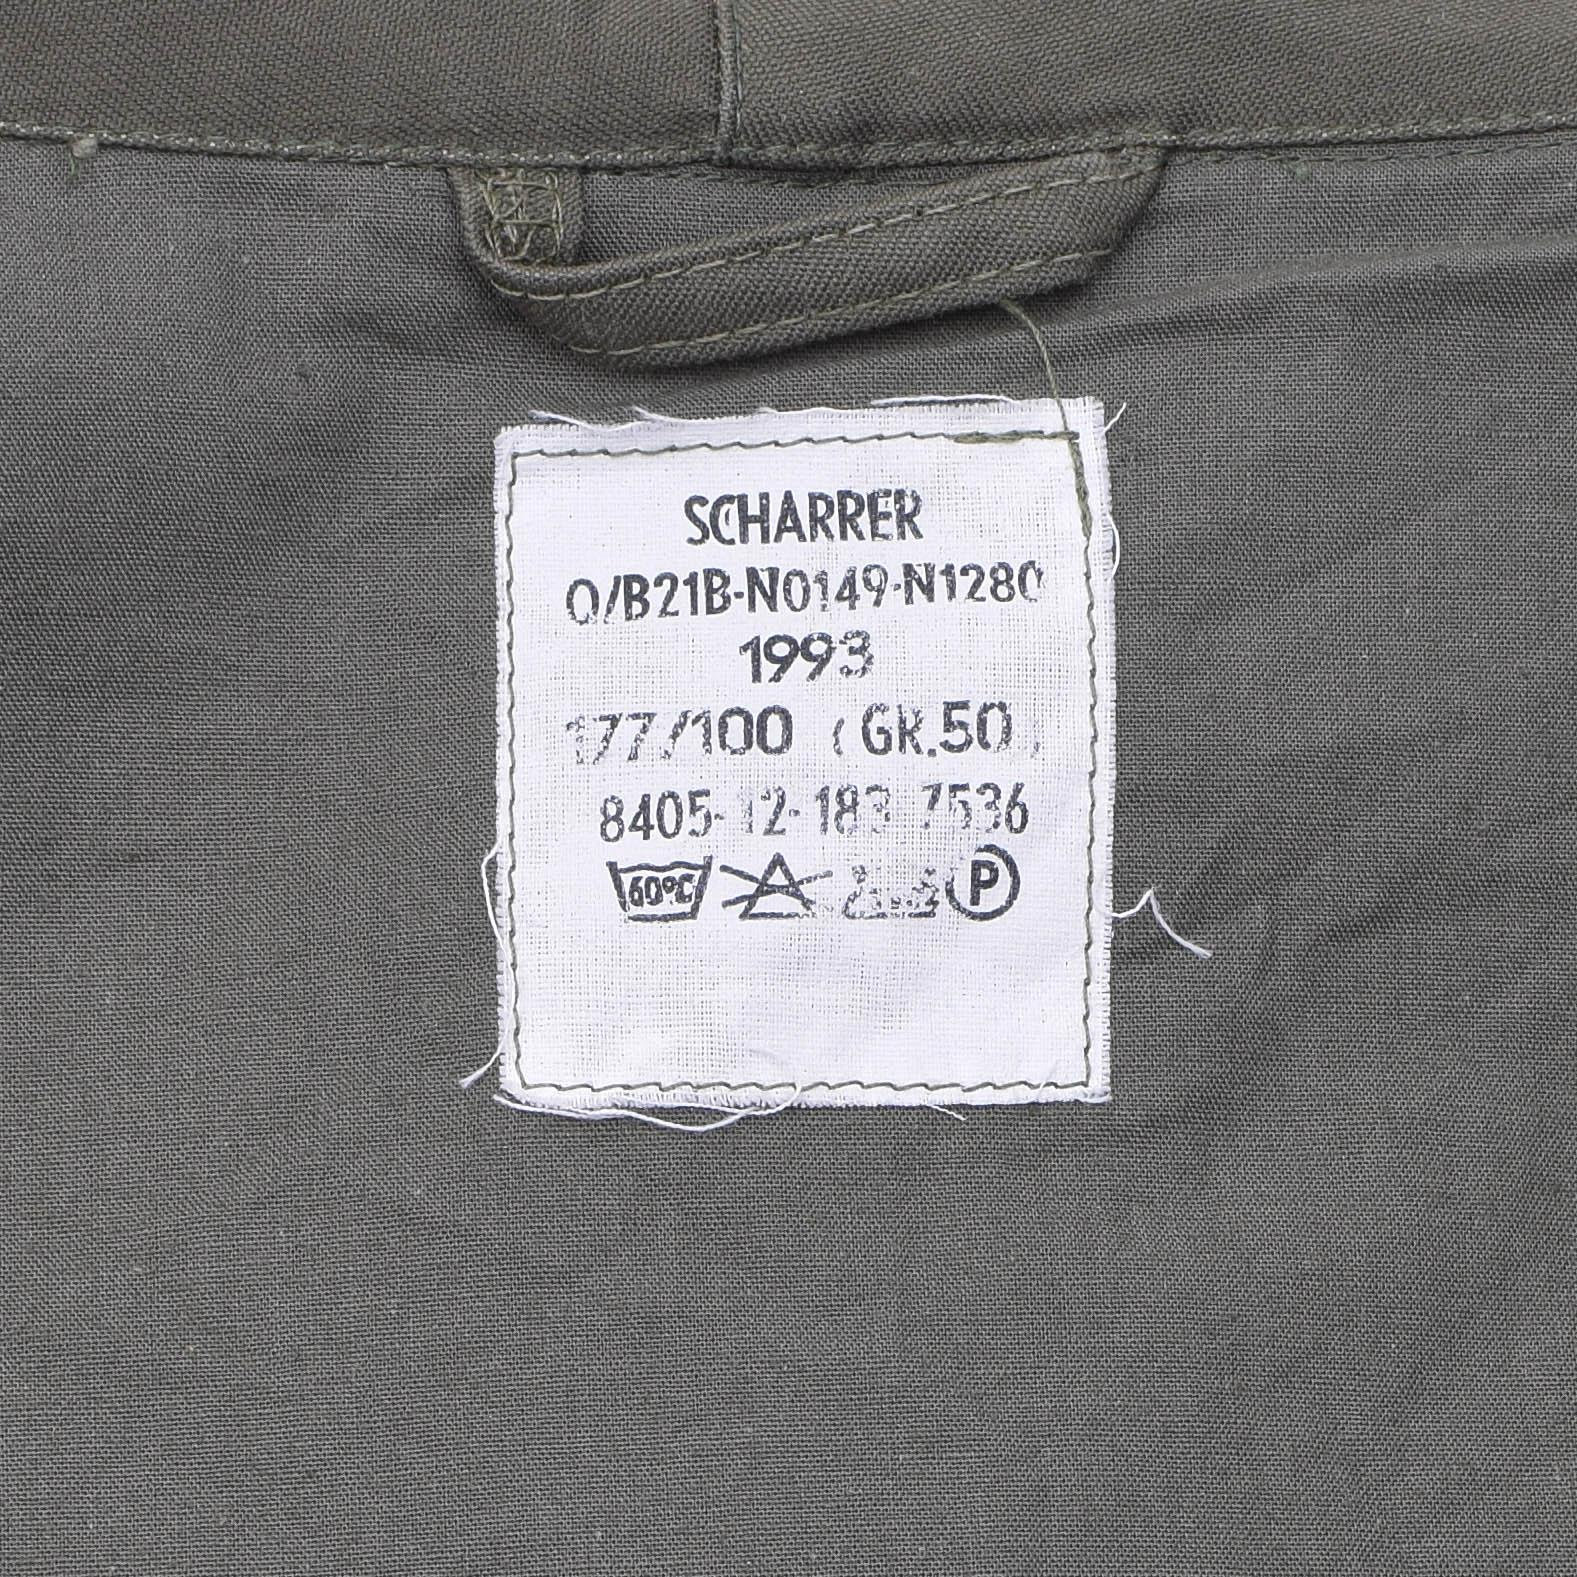 SCHARRER
O/B21B-N0149-N1280
1993
177/100 (GR.50)
8405-12-183-7536
60°C P